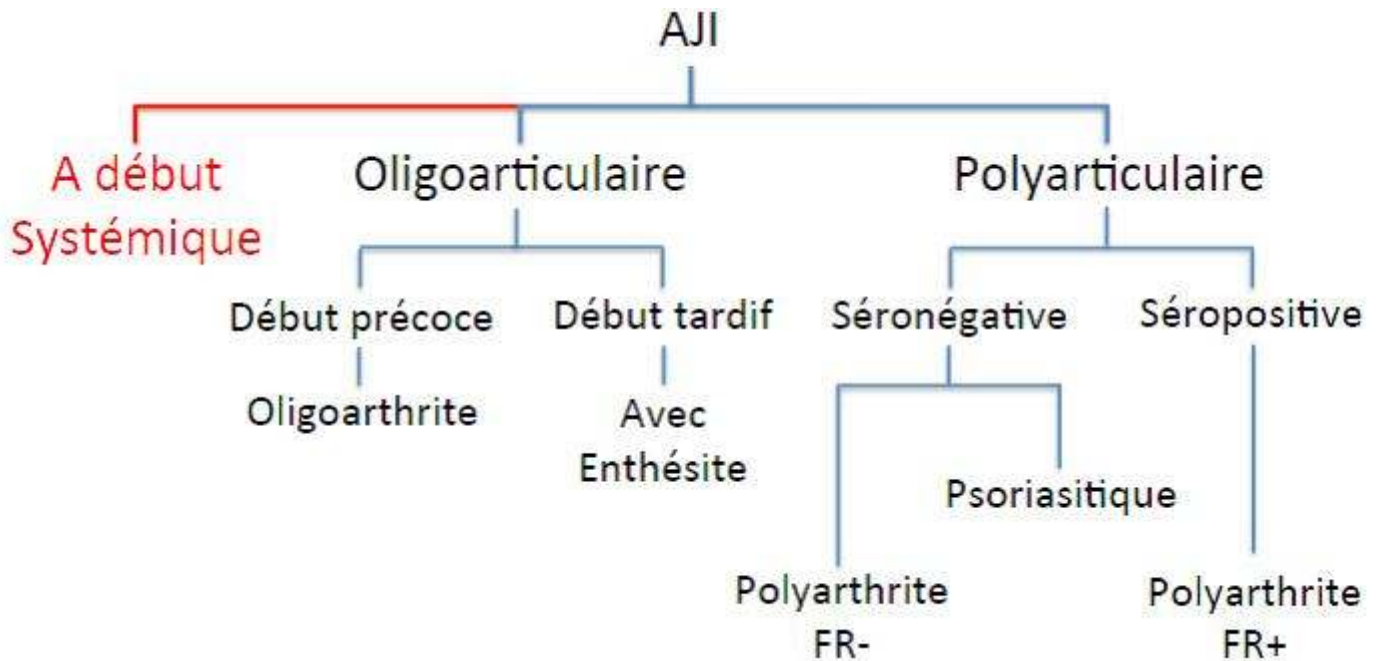 AJI
A début
Systémique
Oligoarticulaire
Polyarticulaire
Début précoce
Début tardif
Séronégative
Séropositive
Oligoarthrite
Avec
Enthésite
Psoriasitique
Polyarthrite
FR-
Polyarthrite
FR+